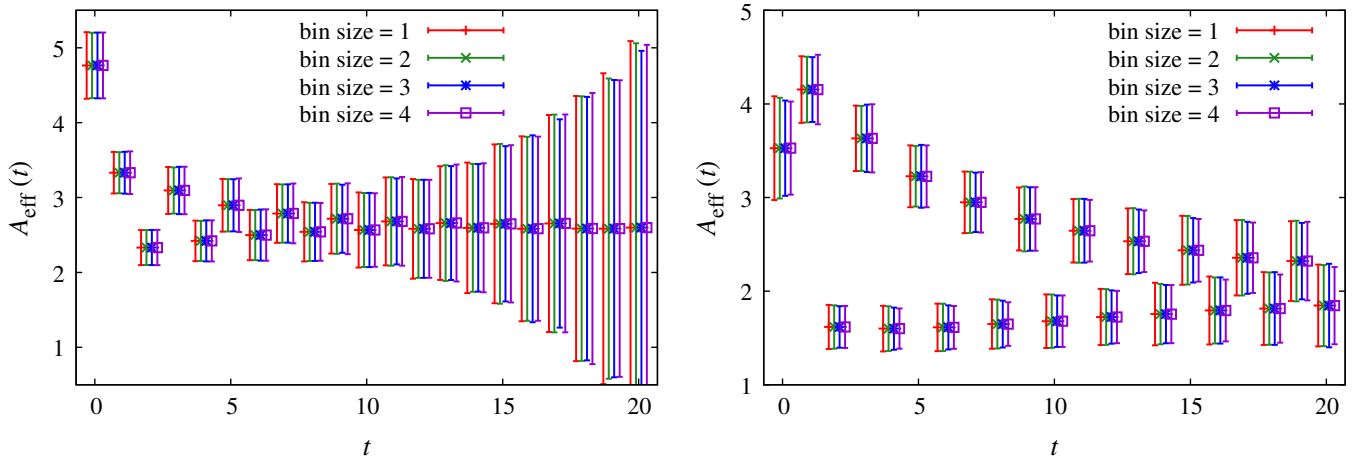 5
4
3
2
1
A_eff (t)
bin size = 1
bin size = 2
bin size = 3
bin size = 4
0 5 10 15 20
t
5
4
3
2
1
A_eff (t)
bin size = 1
bin size = 2
bin size = 3
bin size = 4
0 5 10 15 20
t